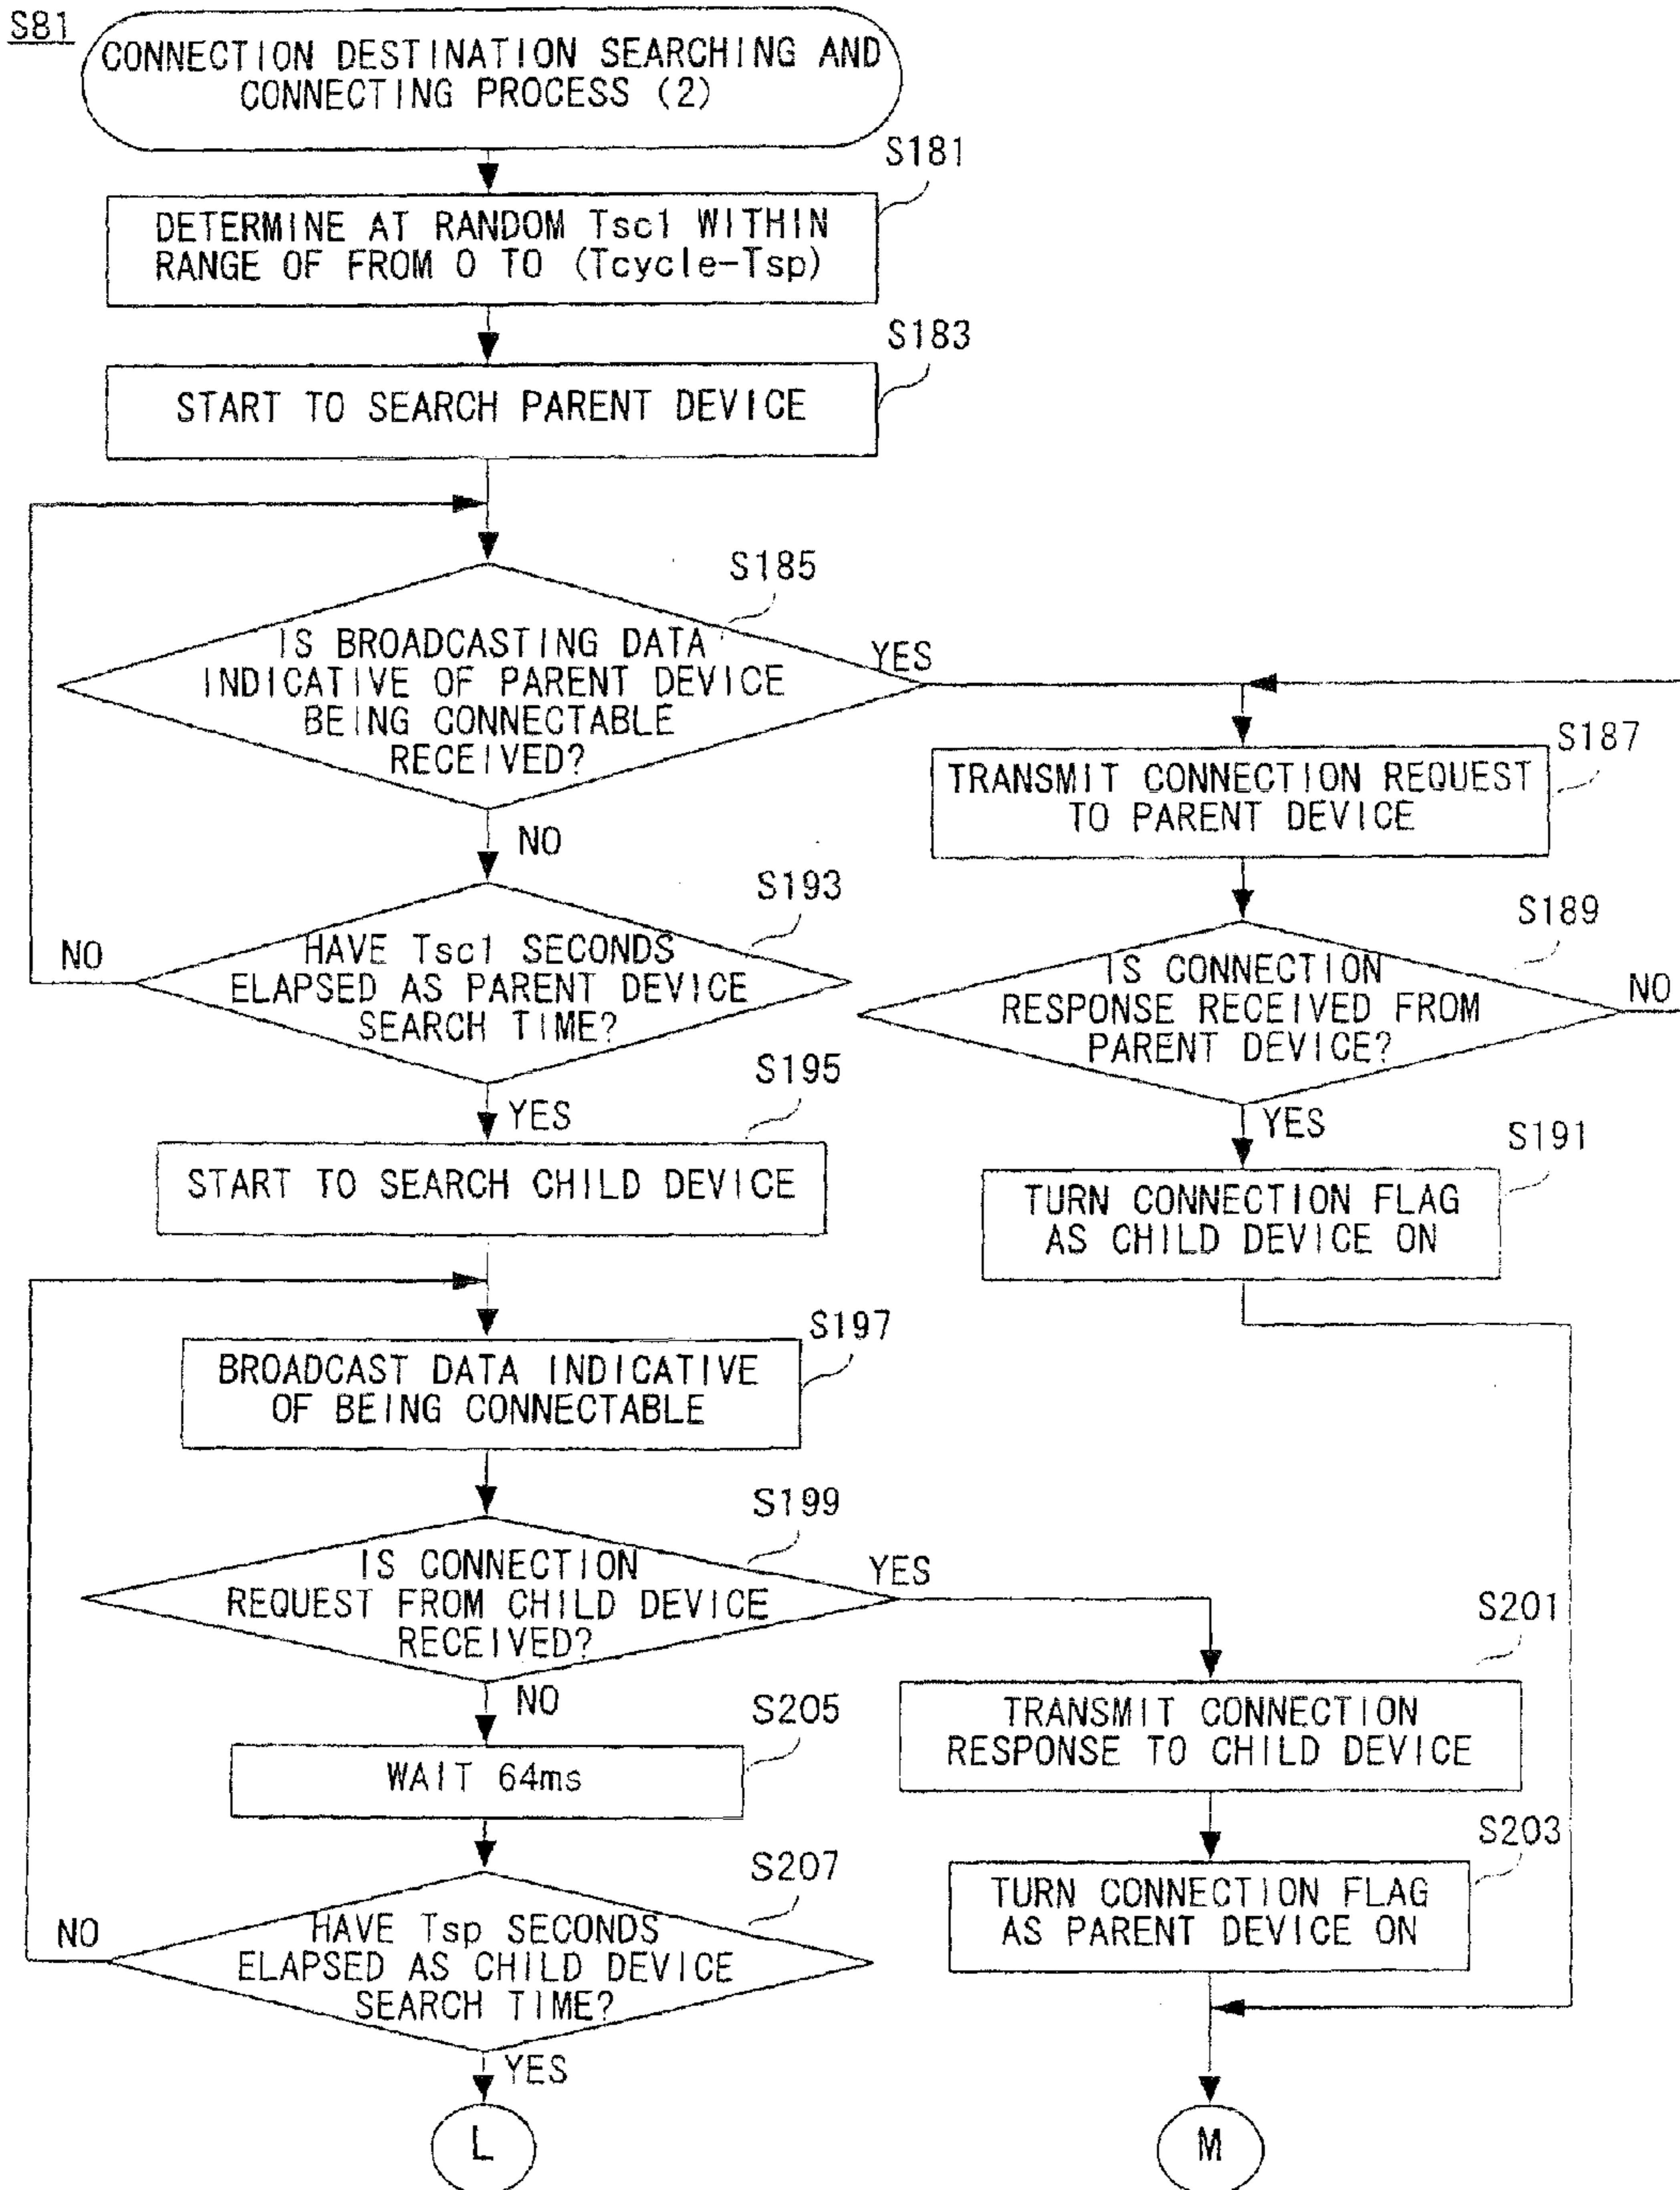 S81
CONNECTION DESTINATION SEARCHING AND
CONNECTING PROCESS (2)
S181
DETERMINE AT RANDOM Tsc1 WITHIN
RANGE OF FROM 0 TO (Tcycle-Tsp)
S183
START TO SEARCH PARENT DEVICE
S185
IS BROADCASTING DATA
INDICATIVE OF PARENT DEVICE
BEING CONNECTABLE
RECEIVED?
YES
NO
S187
TRANSMIT CONNECTION REQUEST
TO PARENT DEVICE
S189
IS CONNECTION
RESPONSE RECEIVED FROM
PARENT DEVICE?
NO
YES
S191
TURN CONNECTION FLAG
AS CHILD DEVICE ON
S193
HAVE Tsc1 SECONDS
ELAPSED AS PARENT DEVICE
SEARCH TIME?
NO
YES
S195
START TO SEARCH CHILD DEVICE
S197
BROADCAST DATA INDICATIVE
OF BEING CONNECTABLE
S199
IS CONNECTION
REQUEST FROM CHILD DEVICE
RECEIVED?
YES
NO
S201
TRANSMIT CONNECTION
RESPONSE TO CHILD DEVICE
S203
TURN CONNECTION FLAG
AS PARENT DEVICE ON
S205
WAIT 64ms
S207
HAVE Tsp SECONDS
ELAPSED AS CHILD DEVICE
SEARCH TIME?
NO
YES
L
M